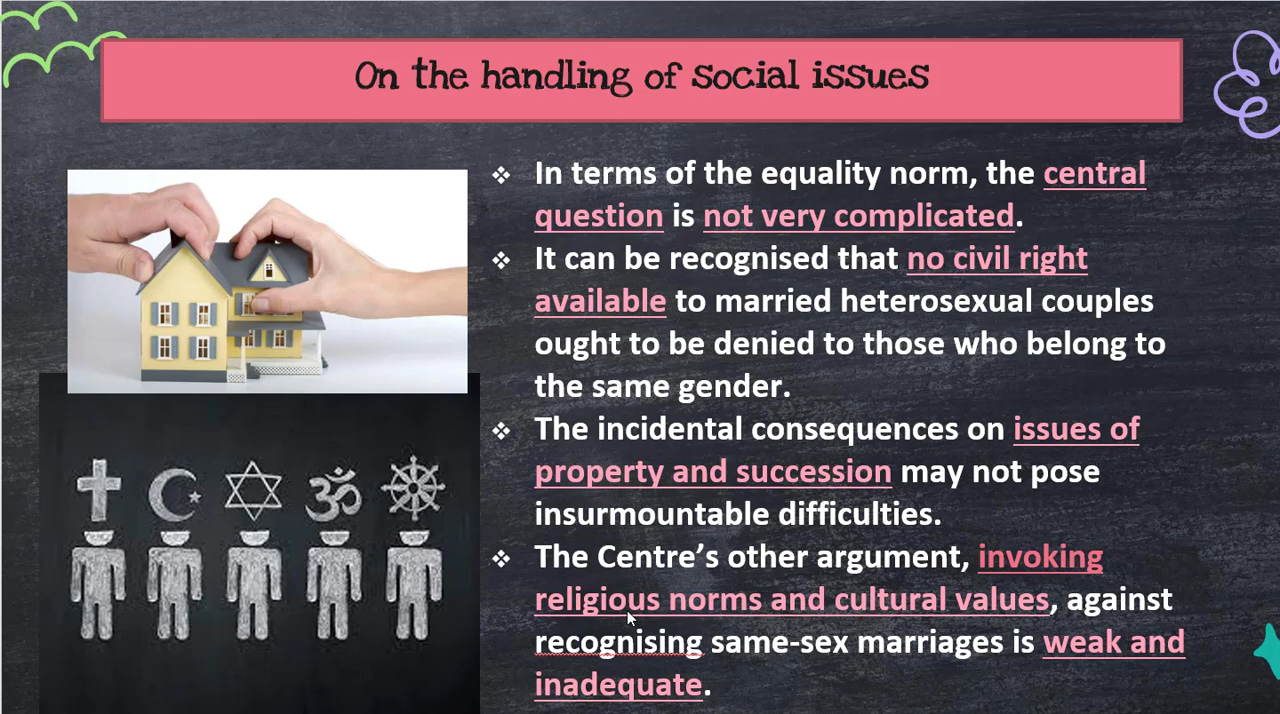 On the handling of social issues
❖ In terms of the equality norm, the central
question is not very complicated.
❖ It can be recognised that no civil right
available to married heterosexual couples
ought to be denied to those who belong to
the same gender.
❖ The incidental consequences on issues of
property and succession may not pose
insurmountable difficulties.
❖ The Centre’s other argument, invoking
religious norms and cultural values, against
recognising same-sex marriages is weak and
inadequate.
ॐ